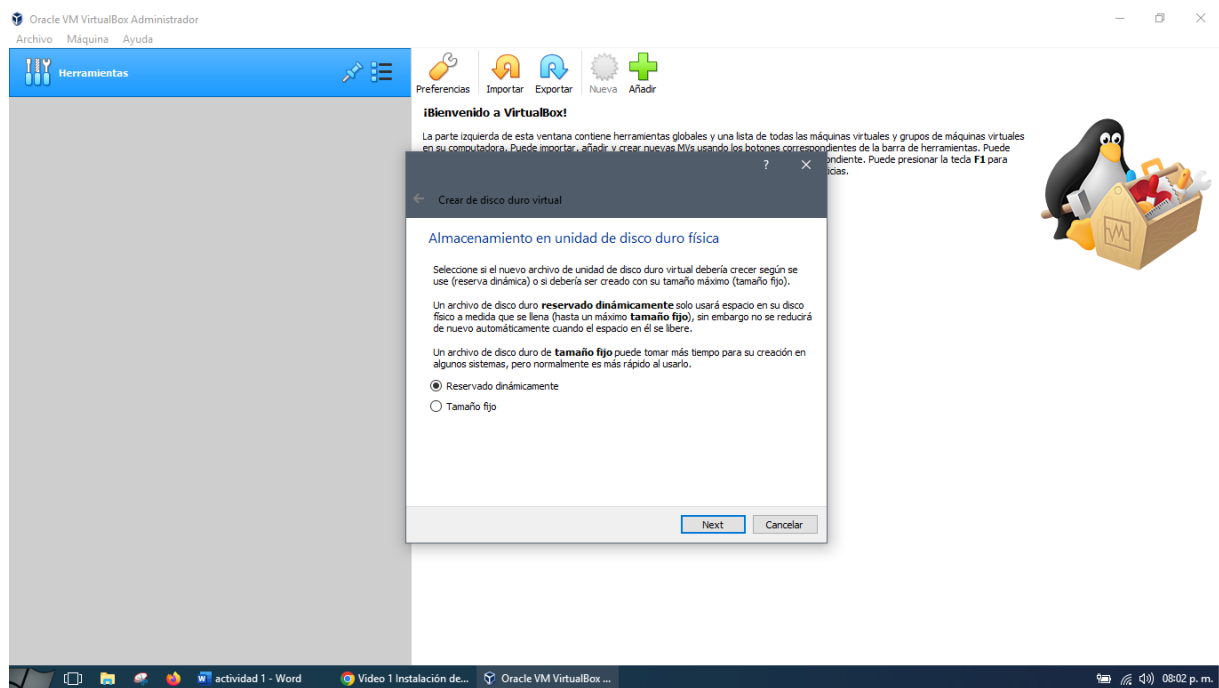 Oracle VM VirtualBox Administrador
Archivo Máquina Ayuda
Herramientas
Preferencias Importar Exportar Nueva Añadir
¡Bienvenido a VirtualBox!
La parte izquierda de esta ventana contiene herramientas globales y una lista de todas las máquinas virtuales y grupos de máquinas virtuales
en su computadora. Puede importar, añadir y crear nuevas MVs usando los botones correspondientes de la barra de herramientas. Puede
ondiente. Puede presionar la tecla F1 para
icias.
?
Crear de disco duro virtual
Almacenamiento en unidad de disco duro física
Seleccione si el nuevo archivo de unidad de disco duro virtual debería crecer según se
use (reserva dinámica) o si debería ser creado con su tamaño máximo (tamaño fijo).
Un archivo de disco duro reservado dinámicamente solo usará espacio en su disco
físico a medida que se llena (hasta un máximo tamaño fijo), sin embargo no se reducirá
de nuevo automáticamente cuando el espacio en él se libere.
Un archivo de disco duro de tamaño fijo puede tomar más tiempo para su creación en
algunos sistemas, pero normalmente es más rápido al usarlo.
Reservado dinámicamente
Tamaño fijo
Next Cancelar
actividad 1 - Word Video 1 Instalación de... Oracle VM VirtualBox ... 08:02 p. m.